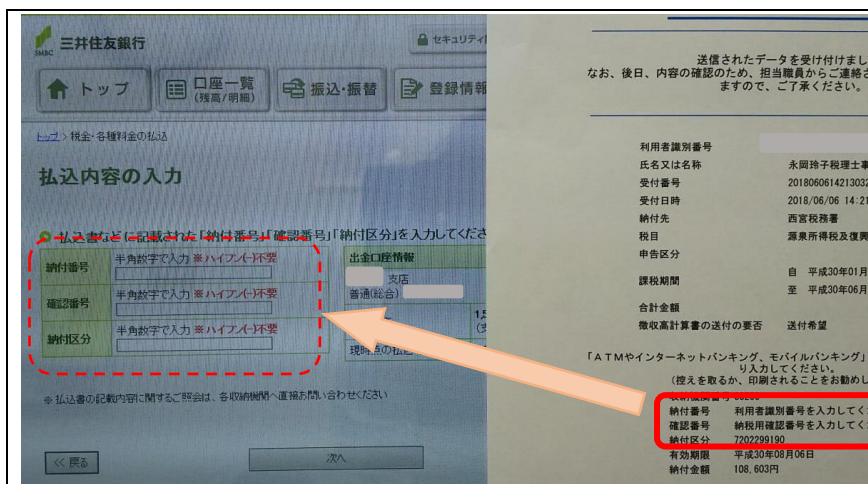 SMBC 三井住友銀行
セキュリティ
トップ
口座一覧
(残高/明細)
振込・振替
登録情報
トップ > 税金・各種料金の払込
払込内容の入力
払込書などに記載された「納付番号」「確認番号」「納付区分」を入力してくださ
納付番号
半角数字で入力 ※ハイフン(-)不要
確認番号
半角数字で入力 ※ハイフン(-)不要
納付区分
半角数字で入力 ※ハイフン(-)不要
出金口座情報
支店
普通(総合)
1,5
現時点の払
※ 払込書の記載内容に関するご照会は、各収納機関へ直接お問い合わせください
<< 戻る
次へ
送信されたデータを受け付けまし
なお、後日、内容の確認のため、担当職員からご連絡さ
ますので、ご了承ください。
利用者識別番号
氏名又は名称 永岡玲子税理士事
受付番号 2018060614213032
受付日時 2018/06/06 14:21
納付先 西宮税務署
税目 源泉所得税及復興
申告区分
課税期間 自 平成30年01月
至 平成30年06月
合計金額
徴収高計算書の送付の要否 送付希望
「ATMやインターネットバンキング、モバイルバンキング」
り入力してください。
(控えを取るか、印刷されることをお勧めし
納付番号 利用者識別番号を入力してく
確認番号 納税用確認番号を入力してく
納付区分 7202299190
有効期限 平成30年08月06日
納付金額 108,603円